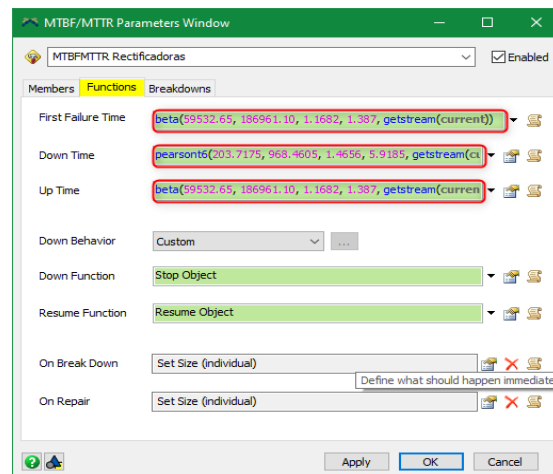 MTBF/MTTR Parameters Window
MTBFMTTR Rectificadoras
Enabled
Members Functions Breakdowns
First Failure Time beta(59532.65, 186961.10, 1.1682, 1.387, getstream(current))
Down Time pearsont6(203.7175, 968.4605, 1.4656, 5.9185, getstream(cu
Up Time beta(59532.65, 186961.10, 1.1682, 1.387, getstream(curren
Down Behavior Custom ...
Down Function Stop Object
Resume Function Resume Object
On Break Down Set Size (individual)
Define what should happen immediate
On Repair Set Size (individual)
Apply OK Cancel